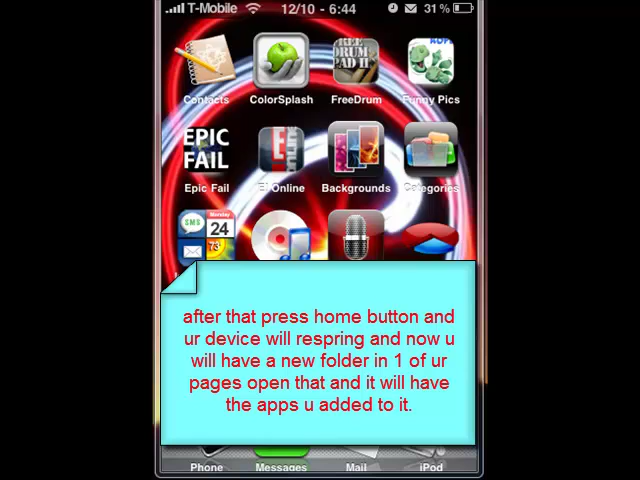 T-Mobile 12/10 - 6:44 31 %
Contacts ColorSplash FreeDrum Funny Pics
EPIC
FAIL
Epic Fail Backgrounds Categories
SMS Monday
24
73°
after that press home button and
ur device will respring and now u
will have a new folder in 1 of ur
pages open that and it will have
the apps u added to it.
Phone Messages Mail iPod